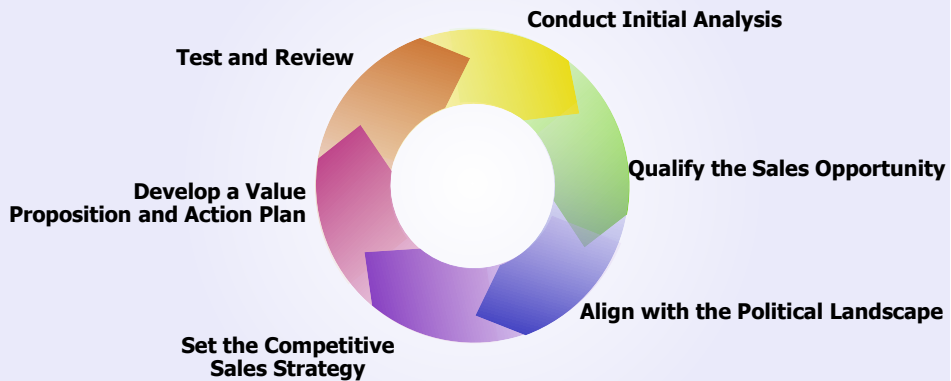 Conduct Initial Analysis
Test and Review
Qualify the Sales Opportunity
Develop a Value
Proposition and Action Plan
Align with the Political Landscape
Set the Competitive
Sales Strategy